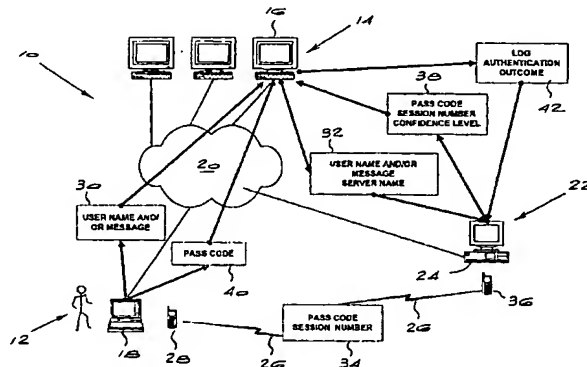 16
14
10
LOG
AUTHENTICATION
OUTCOME
38
42
PASS CODE
SESSION NUMBER
CONFIDENCE LEVEL
32
20
USER NAME AND/OR
MESSAGE
SERVER NAME
30
22
USER NAME AND/
OR MESSAGE
PASS CODE
24
40
36
12
18
28
26
PASS CODE
SESSION NUMBER
26
34